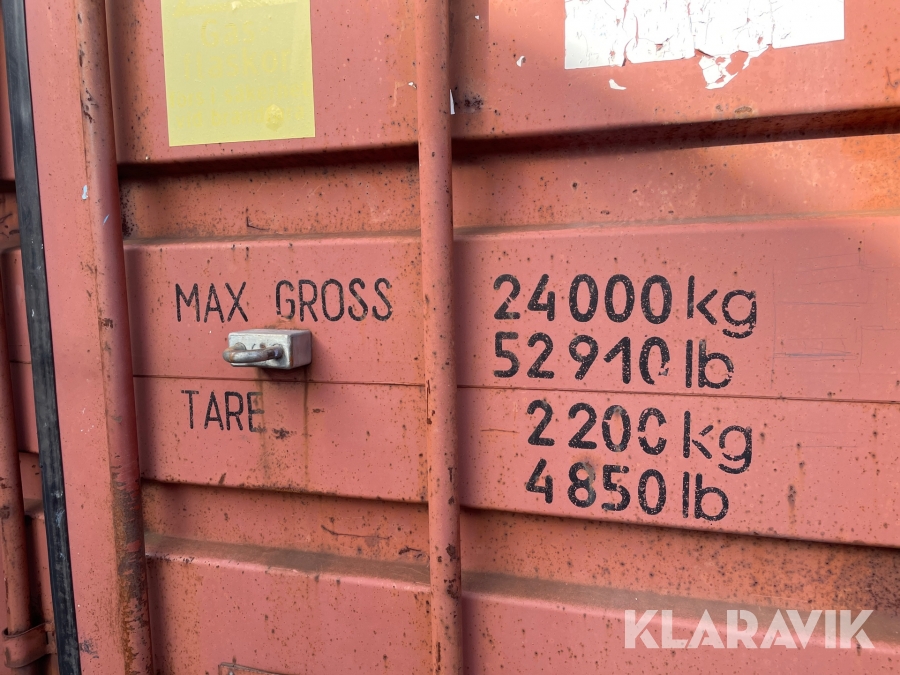 MAX GROSS 24000 kg
52910 lb
TARE 2200 kg
4850 lb
KLARAVIK